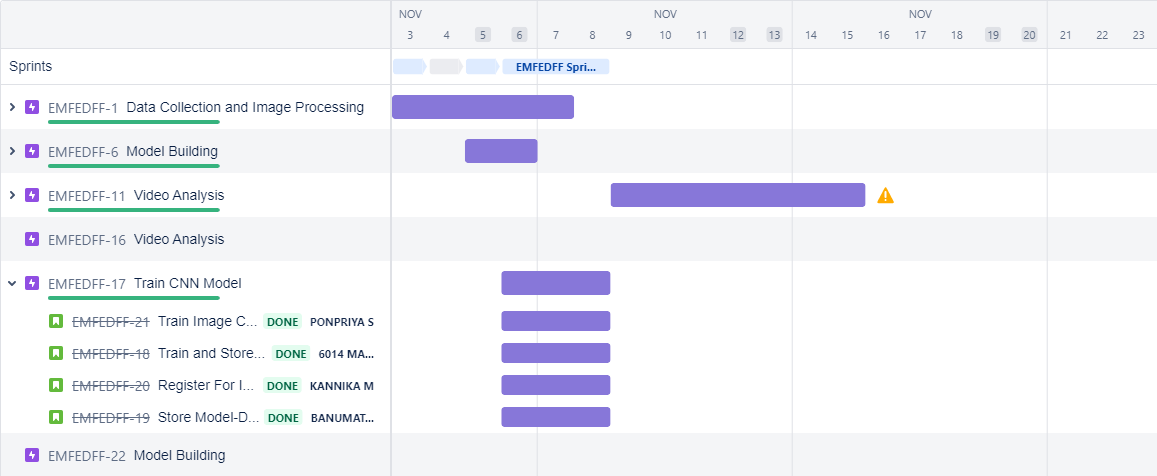 NOV NOV NOV
3 4 5 6 7 8 9 10 11 12 13 14 15 16 17 18 19 20 21 22 23
Sprints EMFEDFF Spri...
EMFEDFF-1 Data Collection and Image Processing
EMFEDFF-6 Model Building
EMFEDFF-11 Video Analysis
EMFEDFF-16 Video Analysis
EMFEDFF-17 Train CNN Model
EMFEDFF-21 Train Image C... DONE PONPRIYA S
EMFEDFF-18 Train and Store... DONE 6014 MA...
EMFEDFF-20 Register For I... DONE KANNIKA M
EMFEDFF-19 Store Model-D... DONE BANUMAT...
EMFEDFF-22 Model Building